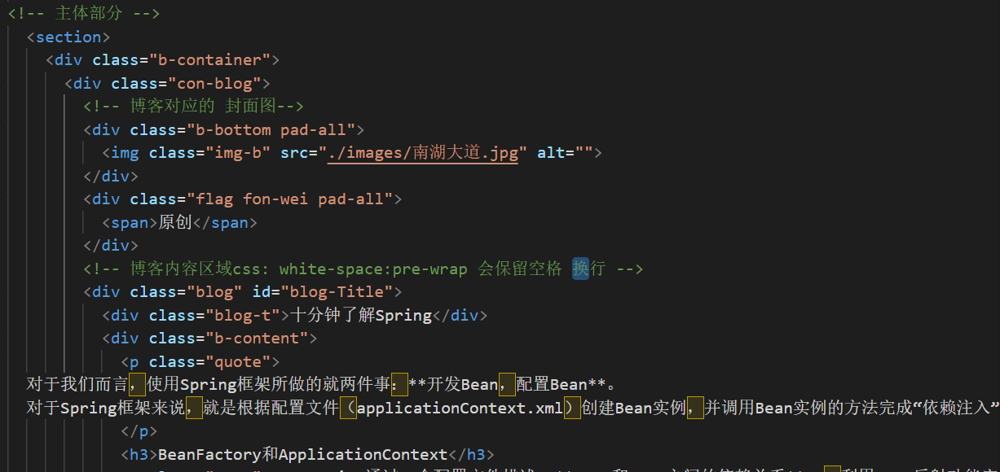 <!-- 主体部分 -->
<section>
<div class="b-container">
<div class="con-blog">
<!-- 博客对应的 封面图-->
<div class="b-bottom pad-all">
<img class="img-b" src="./images/南湖大道.jpg" alt="">
</div>
<div class="flag fon-wei pad-all">
<span>原创</span>
</div>
<!-- 博客内容区域css: white-space:pre-wrap 会保留空格 换行 -->
<div class="blog" id="blog-Title">
<div class="blog-t">十分钟了解Spring</div>
<div class="b-content">
<p class="quote">
对于我们而言，使用Spring框架所做的就两件事：**开发Bean，配置Bean**。
对于Spring框架来说，就是根据配置文件（applicationContext.xml）创建Bean实例，并调用Bean实例的方法完成“依赖注入”
</p>
<h3>BeanFactory和ApplicationContext</h3>